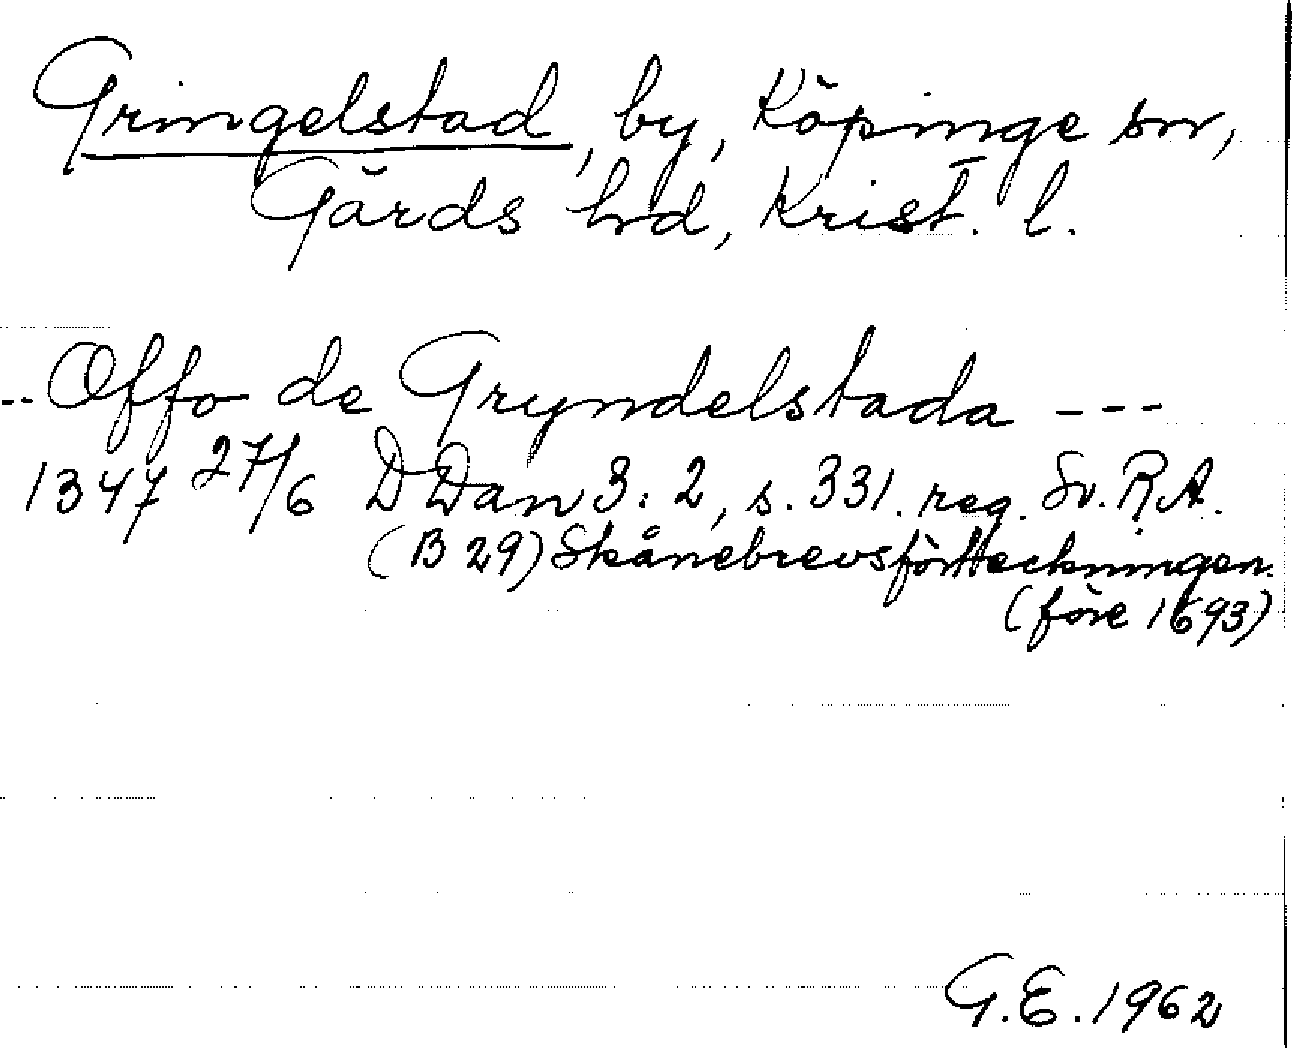 Gringelstad, by, Köpinge sn,
Gärds hd, Krist. l.
-- Offo de Gryndelstada ---
1347 27/6 DDan 3:2, s. 331. reg. Sv. R.A.
(B 29) Skånebrevsförteckningen.
(före 1693)
G.E. 1962